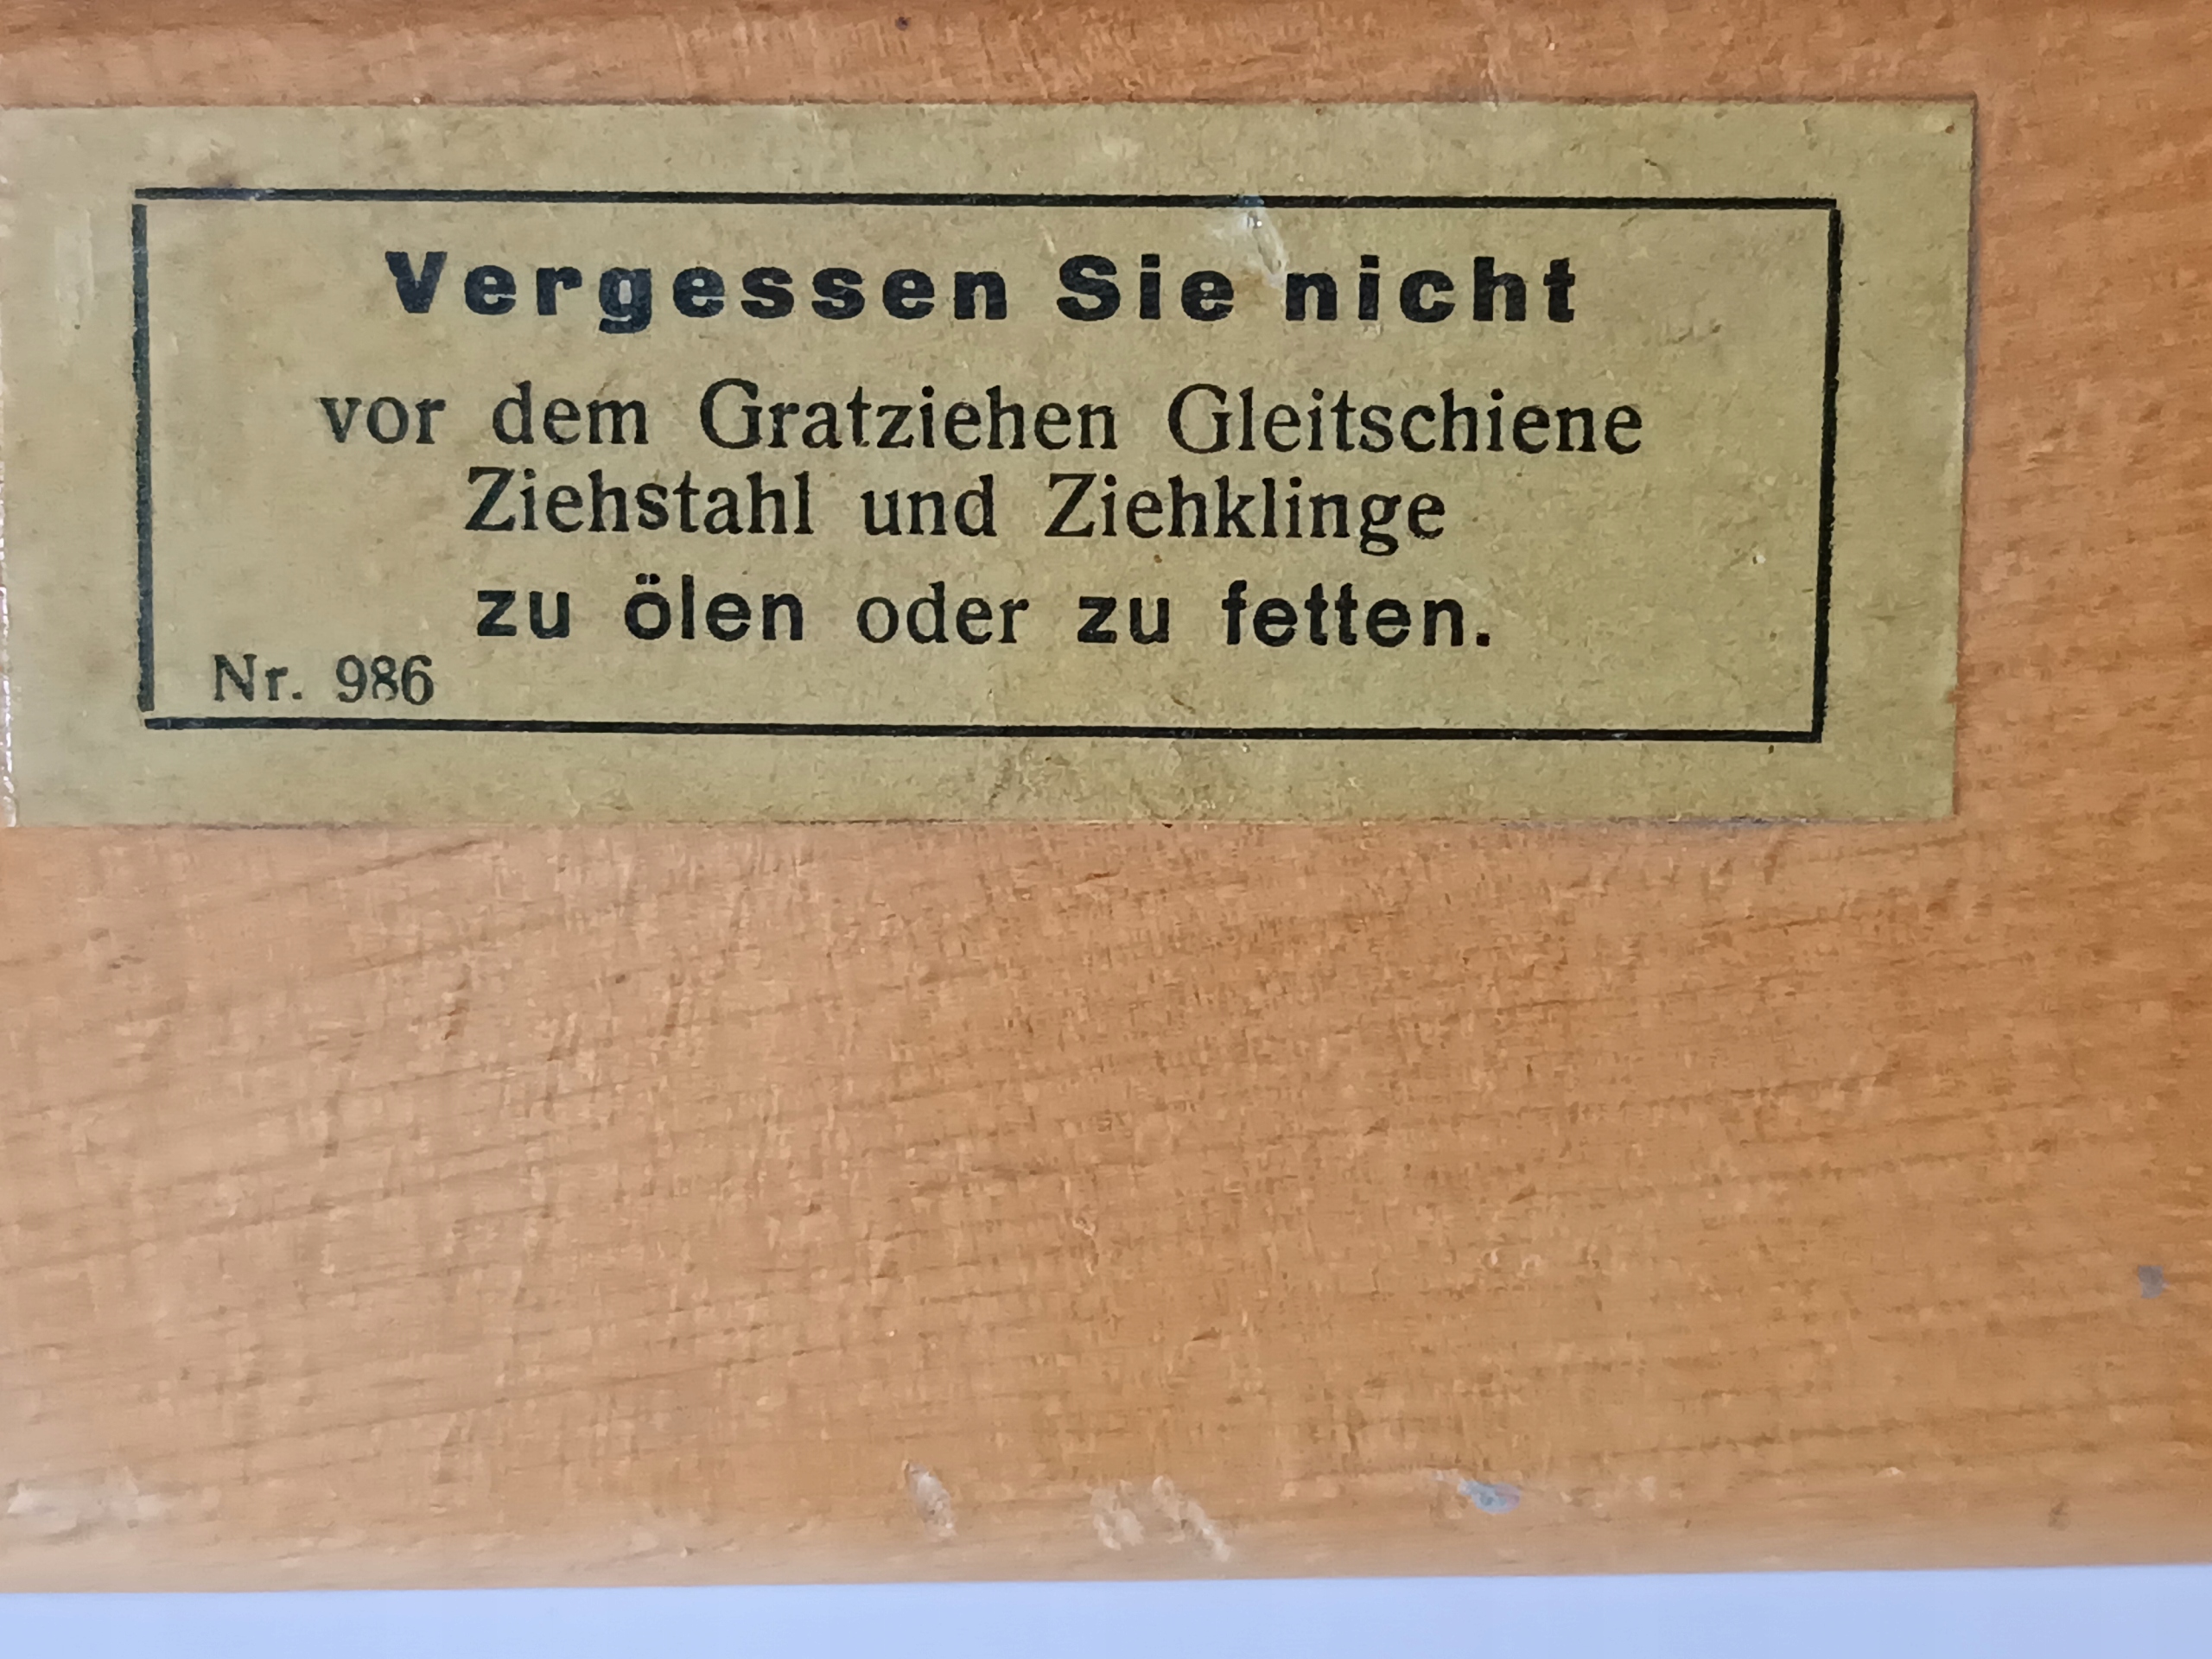 Vergessen Sie nicht
vor dem Gratziehen Gleitschiene
Ziehstahl und Ziehklinge
zu ölen oder zu fetten.
Nr. 986